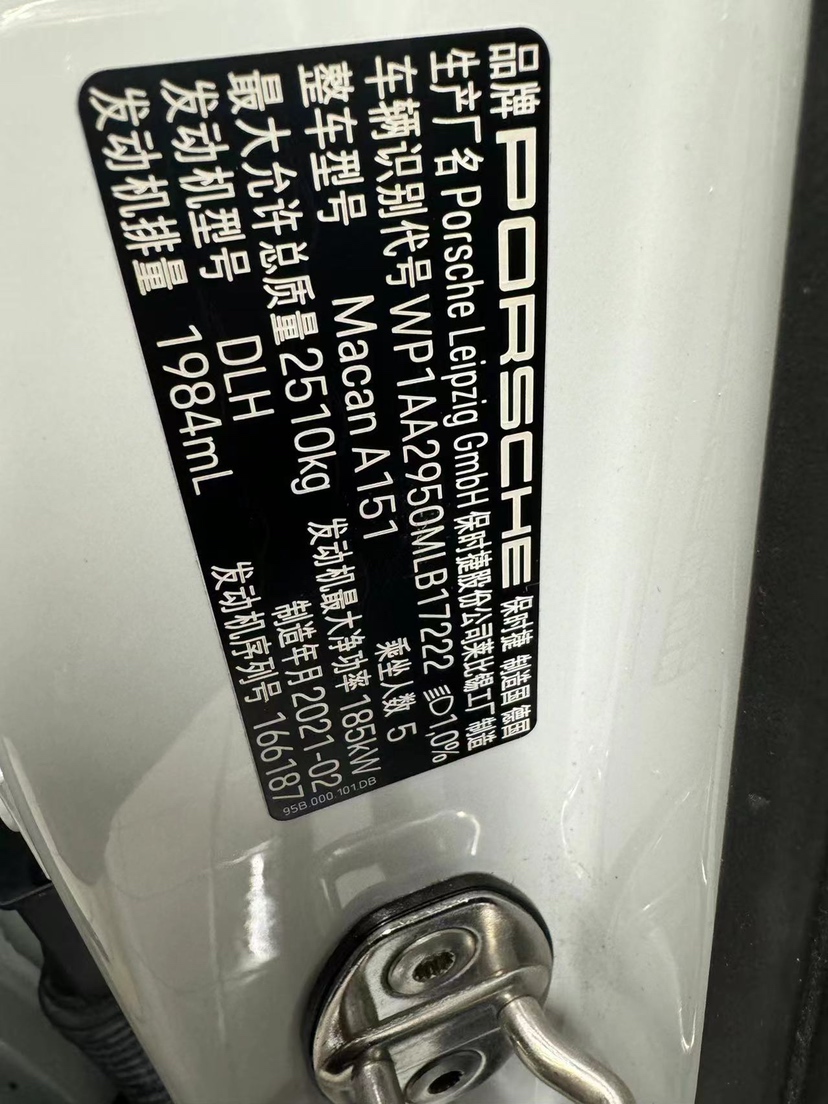 品牌 PORSCHE 保时捷 制造国 德国
生产厂名 Porsche Leipzig GmbH 保时捷股份公司莱比锡工厂制造
车辆识别代号 WP1AA2950MLB17222 1,0%
整车型号 Macan A151 乘坐人数 5
最大允许总质量 2510kg 发动机最大净功率 185kW
发动机型号 DLH 制造年月 2021-02
发动机排量 1984mL 发动机序列号 166187
95B.000.101.DB